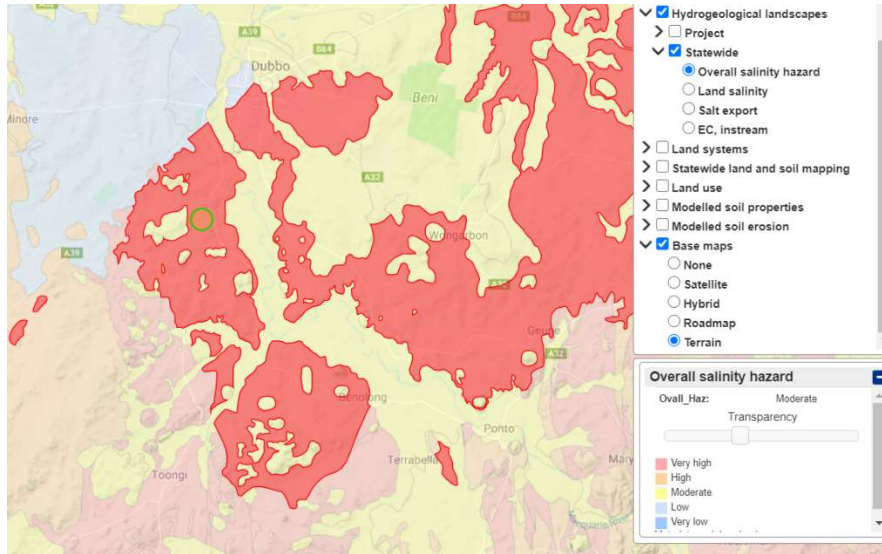 A39
B84
B84
Dubbo
Beni
Minore
A32
Wongarbon
A39
A32
Geurie
A32
Benolong
Ponto
Toongi
Terrabella
Mary
Hydrogeological landscapes
Project
Statewide
Overall salinity hazard
Land salinity
Salt export
EC, instream
Land systems
Statewide land and soil mapping
Land use
Modelled soil properties
Modelled soil erosion
Base maps
None
Satellite
Hybrid
Roadmap
Terrain
Overall salinity hazard
Ovall_Haz: Moderate
Transparency
Very high
High
Moderate
Low
Very low